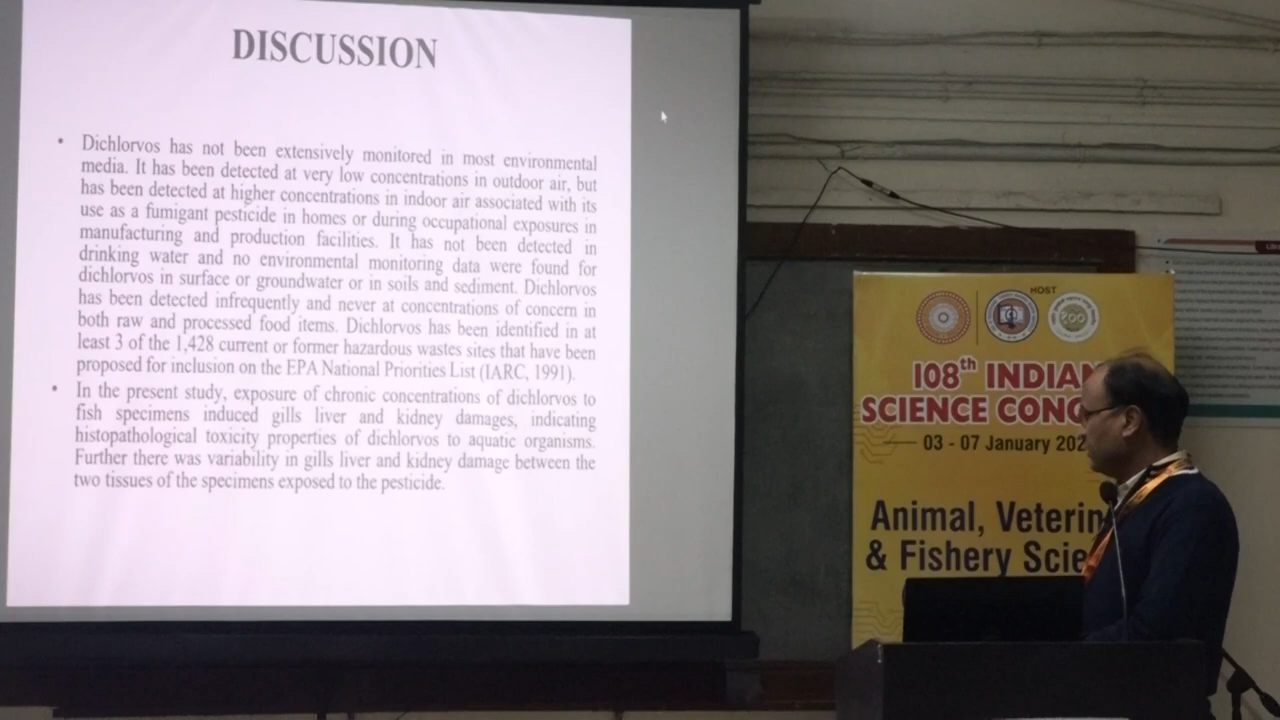 DISCUSSION
• Dichlorvos has not been extensively monitored in most environmental
media. It has been detected at very low concentrations in outdoor air, but
has been detected at higher concentrations in indoor air associated with its
use as a fumigant pesticide in homes or during occupational exposures in
manufacturing and production facilities. It has not been detected in
drinking water and no environmental monitoring data were found for
dichlorvos in surface or groundwater or in soils and sediment. Dichlorvos
has been detected infrequently and never at concentrations of concern in
both raw and processed food items. Dichlorvos has been identified in at
least 3 of the 1,428 current or former hazardous wastes sites that have been
proposed for inclusion on the EPA National Priorities List (IARC, 1991).
• In the present study, exposure of chronic concentrations of dichlorvos to
fish specimens induced gills liver and kidney damages, indicating
histopathological toxicity properties of dichlorvos to aquatic organisms.
Further there was variability in gills liver and kidney damage between the
two tissues of the specimens exposed to the pesticide.
HOST
108th INDIAN
SCIENCE CONG
03 - 07 January 202
Animal, Veterin
& Fishery Scie